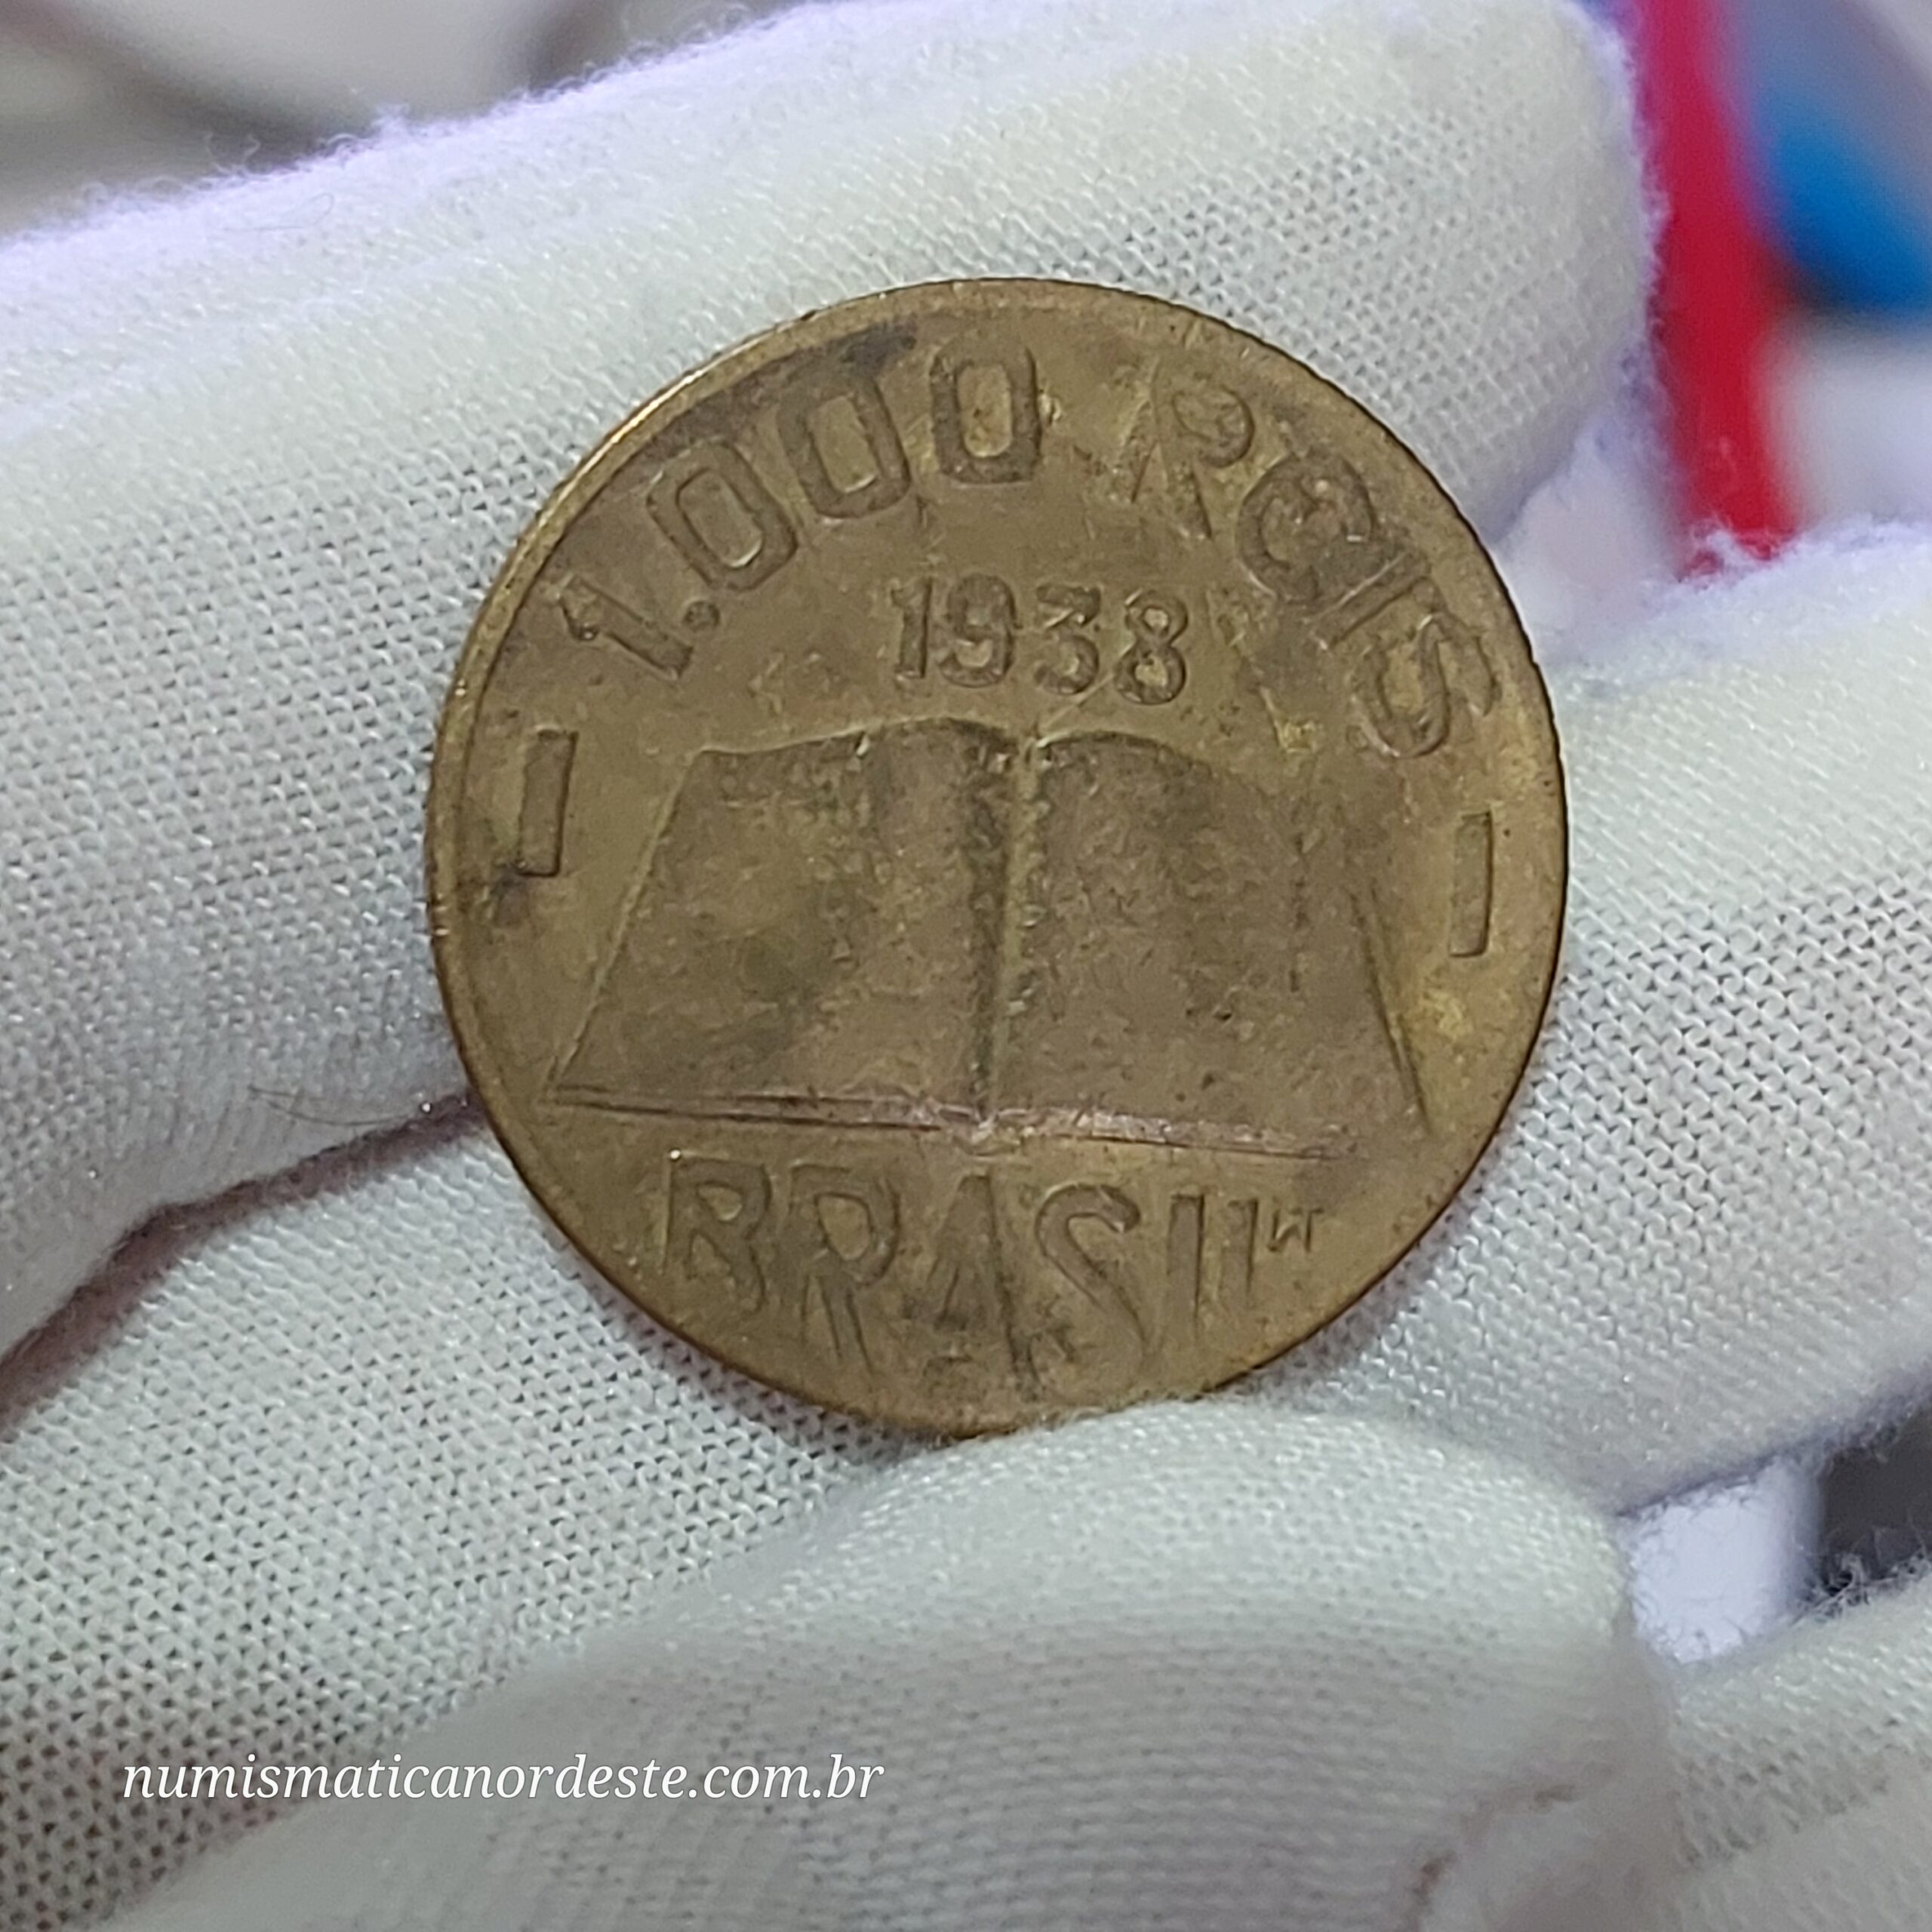 1.000 REIS
1938
BRASIL
numismaticanordeste.com.br